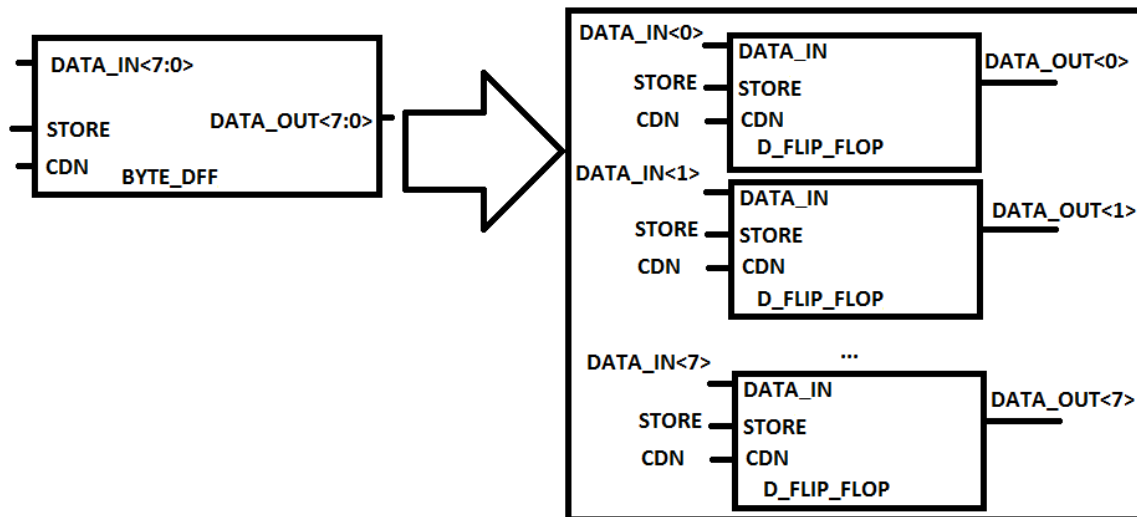 DATA_IN<7:0>
STORE
DATA_OUT<7:0>
CDN
BYTE_DFF
DATA_IN<0>
DATA_IN
DATA_OUT<0>
STORE
STORE
CDN
CDN
D_FLIP_FLOP
DATA_IN<1>
DATA_IN
DATA_OUT<1>
STORE
STORE
CDN
CDN
D_FLIP_FLOP
...
DATA_IN<7>
DATA_IN
DATA_OUT<7>
STORE
STORE
CDN
CDN
D_FLIP_FLOP